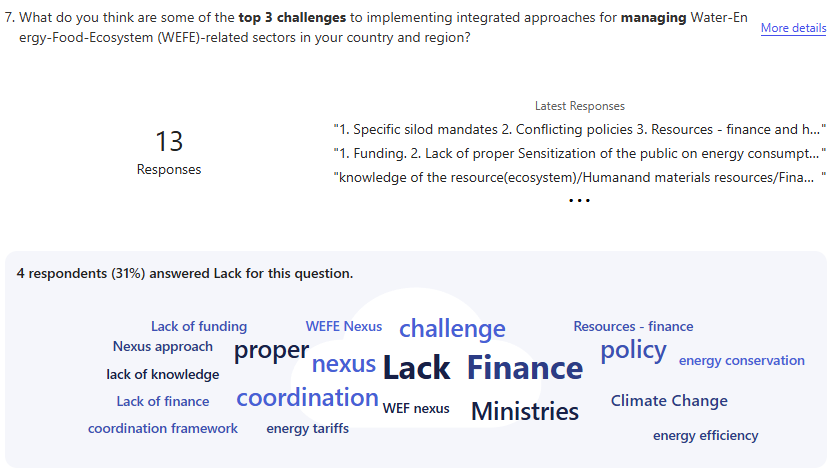 7. What do you think are some of the top 3 challenges to implementing integrated approaches for managing Water-En
ergy-Food-Ecosystem (WEFE)-related sectors in your country and region?
More details
Latest Responses
13
Responses
"1. Specific silod mandates 2. Conflicting policies 3. Resources - finance and h..."
"1. Funding. 2. Lack of proper Sensitization of the public on energy consumpt..."
"knowledge of the resource(ecosystem)/Humanand materials resources/Fina... "
...
4 respondents (31%) answered Lack for this question.
Lack of funding WEFE Nexus challenge Resources - finance
Nexus approach proper policy
nexus Lack Finance energy conservation
lack of knowledge
Lack of finance coordination WEF nexus Ministries Climate Change
coordination framework energy tariffs energy efficiency